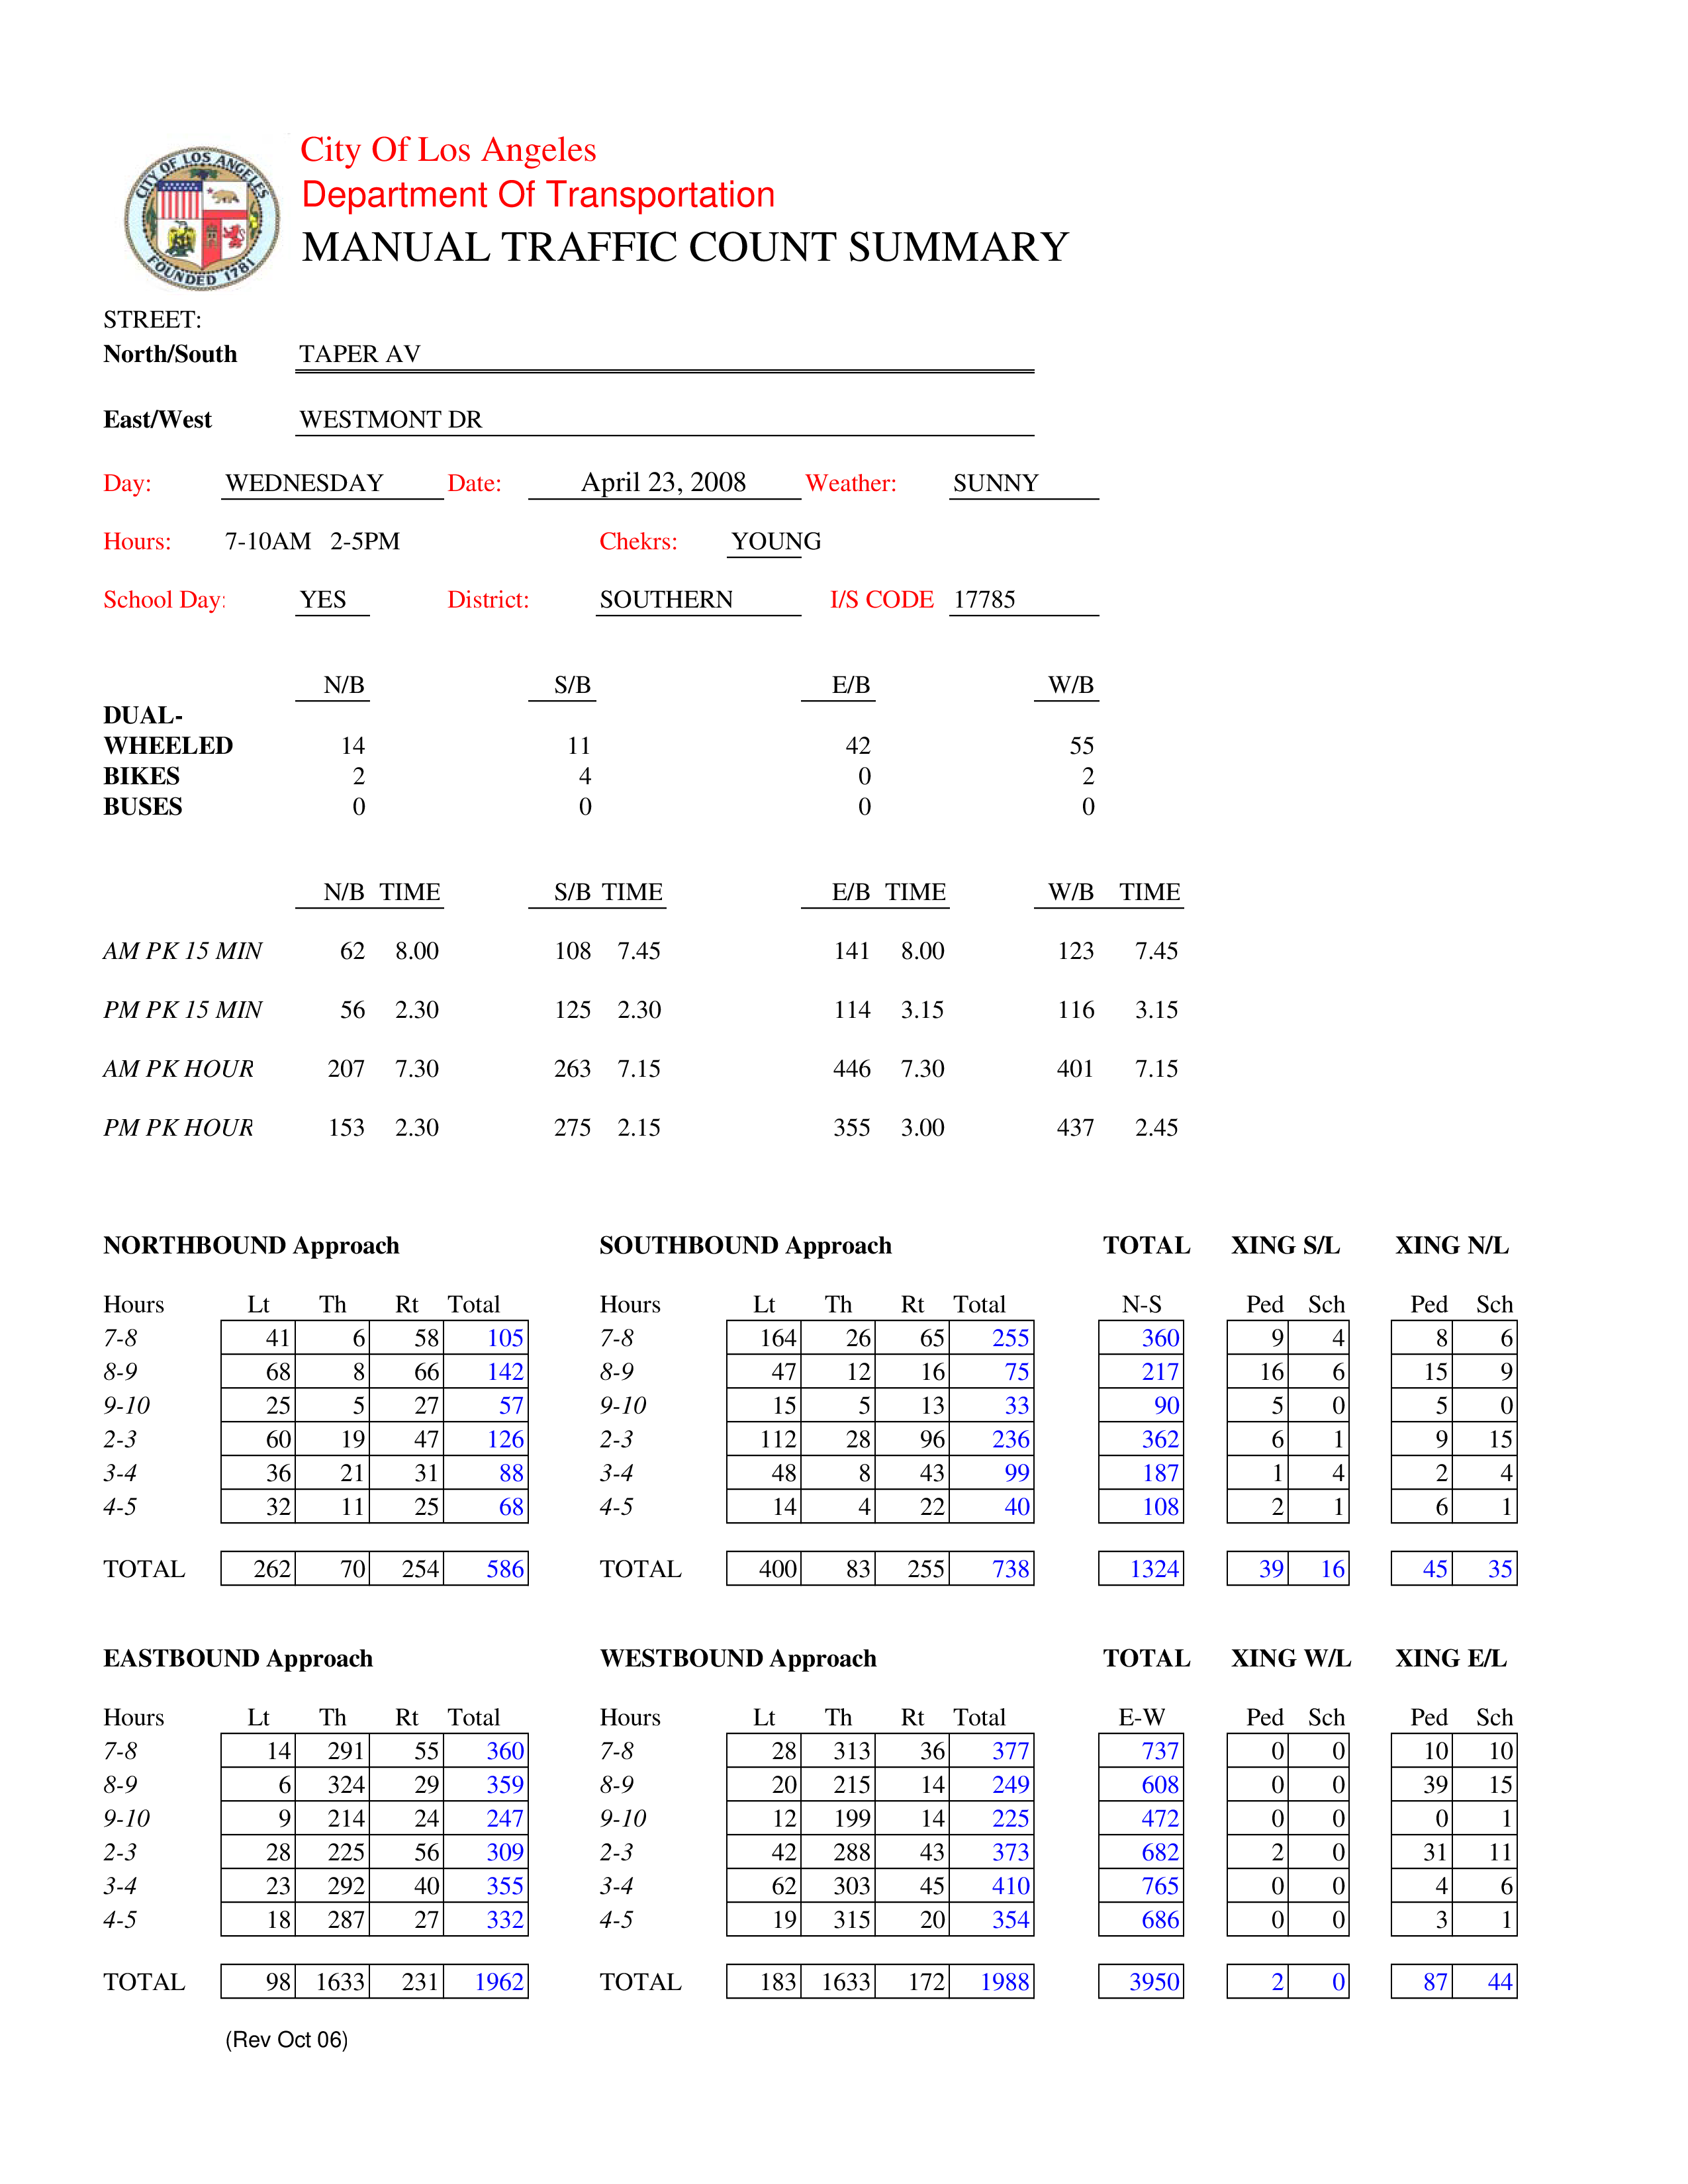 CITY OF LOS ANGELES
FOUNDED 1781
City Of Los Angeles
Department Of Transportation
MANUAL TRAFFIC COUNT SUMMARY
STREET:
North/South TAPER AV
East/West WESTMONT DR
Day: WEDNESDAY Date: April 23, 2008 Weather: SUNNY
Hours: 7-10AM 2-5PM Chekrs: YOUNG
School Day: YES District: SOUTHERN I/S CODE 17785
N/B S/B E/B W/B
DUAL-
WHEELED 14 11 42 55
BIKES 2 4 0 2
BUSES 0 0 0 0
N/B TIME S/B TIME E/B TIME W/B TIME
AM PK 15 MIN 62 8.00 108 7.45 141 8.00 123 7.45
PM PK 15 MIN 56 2.30 125 2.30 114 3.15 116 3.15
AM PK HOUR 207 7.30 263 7.15 446 7.30 401 7.15
PM PK HOUR 153 2.30 275 2.15 355 3.00 437 2.45
NORTHBOUND Approach SOUTHBOUND Approach TOTAL XING S/L XING N/L
Hours Lt Th Rt Total Hours Lt Th Rt Total N-S Ped Sch Ped Sch
7-8 41 6 58 105 7-8 164 26 65 255 360 9 4 8 6
8-9 68 8 66 142 8-9 47 12 16 75 217 16 6 15 9
9-10 25 5 27 57 9-10 15 5 13 33 90 5 0 5 0
2-3 60 19 47 126 2-3 112 28 96 236 362 6 1 9 15
3-4 36 21 31 88 3-4 48 8 43 99 187 1 4 2 4
4-5 32 11 25 68 4-5 14 4 22 40 108 2 1 6 1
TOTAL 262 70 254 586 TOTAL 400 83 255 738 1324 39 16 45 35
EASTBOUND Approach WESTBOUND Approach TOTAL XING W/L XING E/L
Hours Lt Th Rt Total Hours Lt Th Rt Total E-W Ped Sch Ped Sch
7-8 14 291 55 360 7-8 28 313 36 377 737 0 0 10 10
8-9 6 324 29 359 8-9 20 215 14 249 608 0 0 39 15
9-10 9 214 24 247 9-10 12 199 14 225 472 0 0 0 1
2-3 28 225 56 309 2-3 42 288 43 373 682 2 0 31 11
3-4 23 292 40 355 3-4 62 303 45 410 765 0 0 4 6
4-5 18 287 27 332 4-5 19 315 20 354 686 0 0 3 1
TOTAL 98 1633 231 1962 TOTAL 183 1633 172 1988 3950 2 0 87 44
(Rev Oct 06)